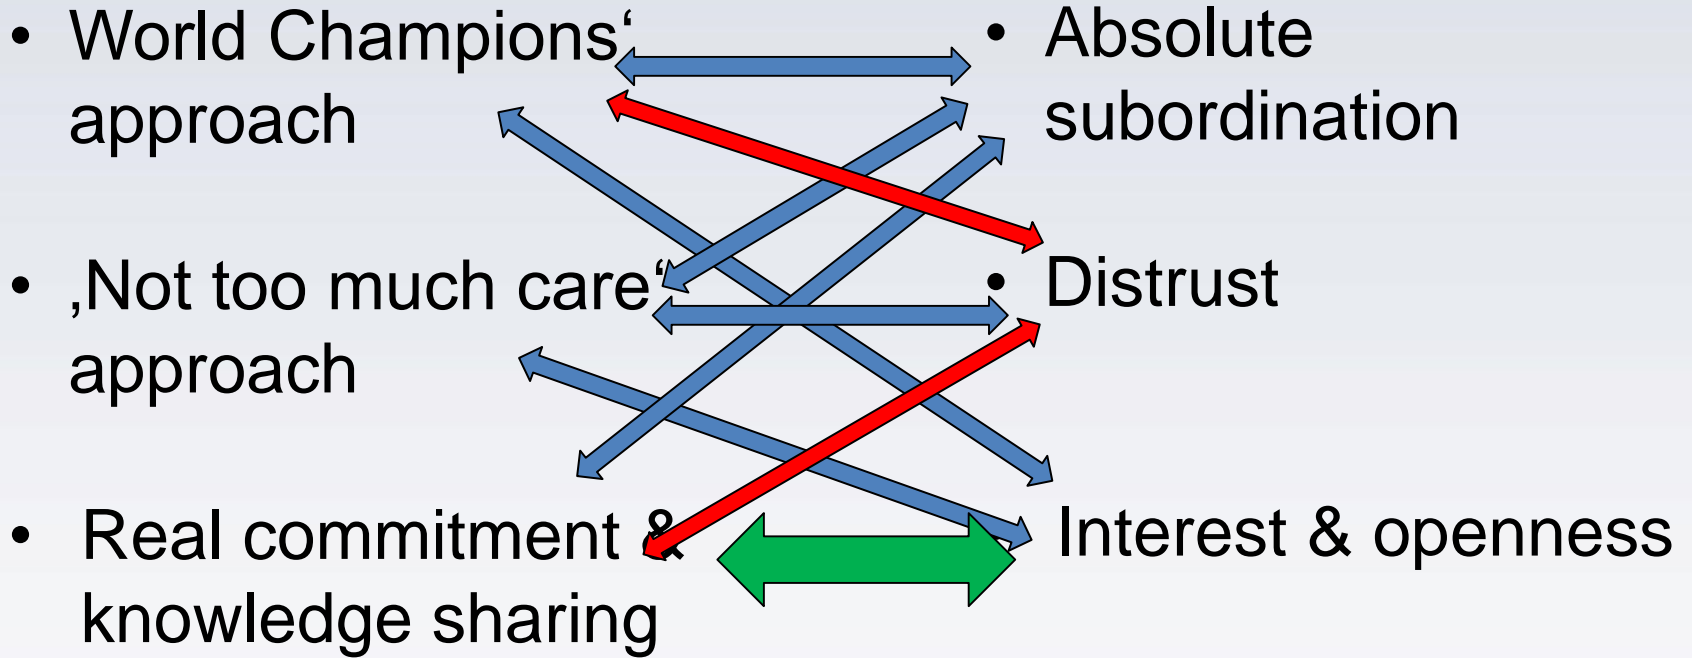 • World Champions‘
approach
• ‚Not too much care‘
approach
• Real commitment &
knowledge sharing
• Absolute
subordination
• Distrust
Interest & openness